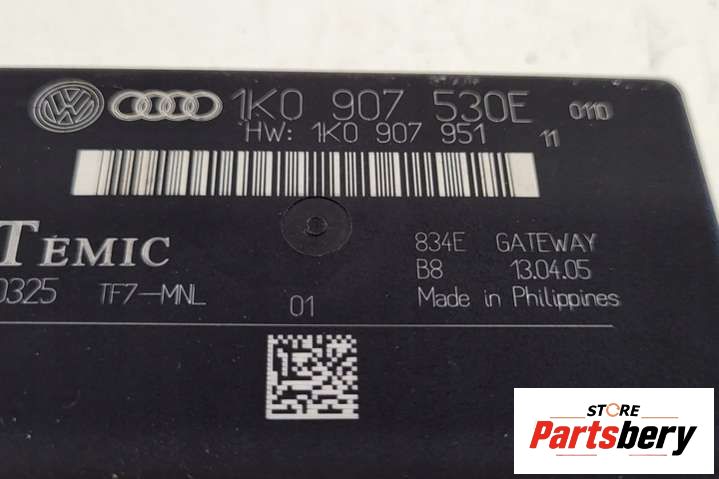 1K0 907 530E 0110
HW: 1K0 907 951 11
TEMIC
834E GATEWAY
0325 TF7-MNL
B8 13.04.05
01
Made in Philippines
STORE
Partsbery